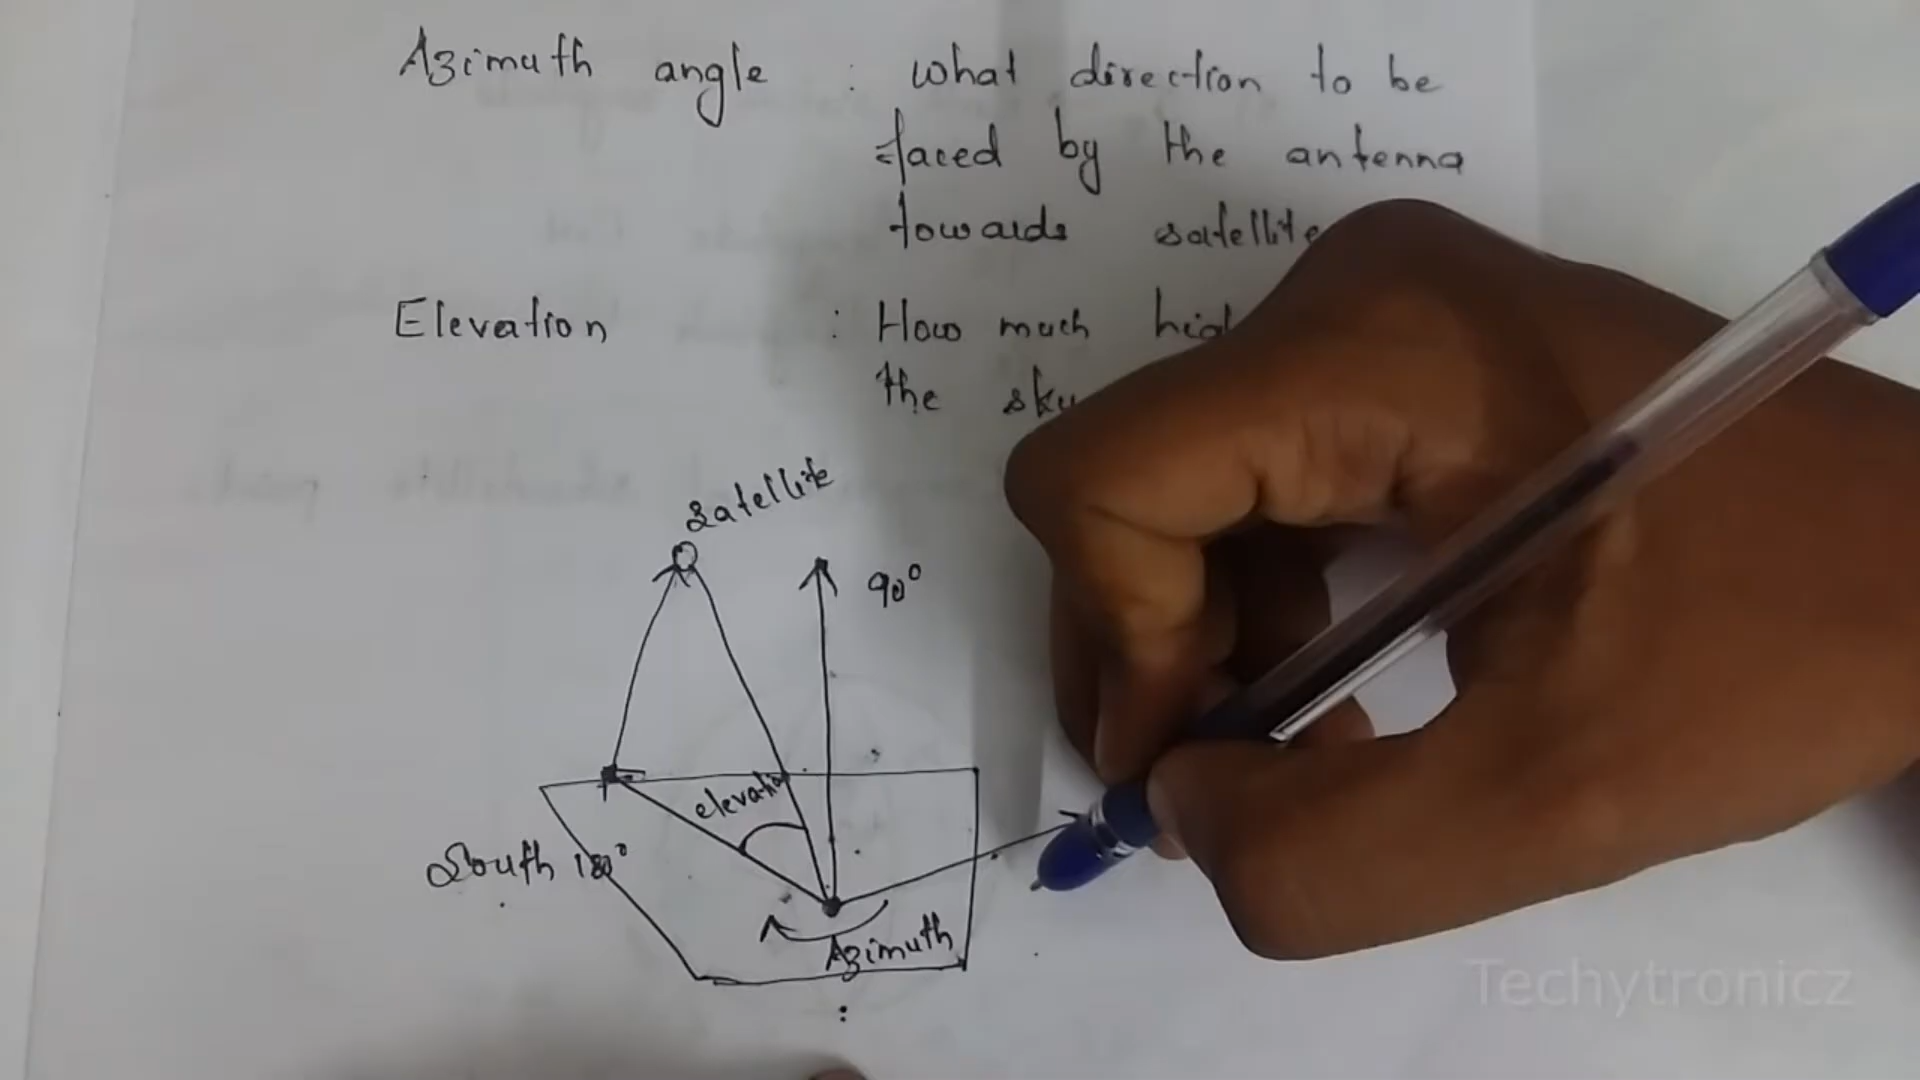 Azimuth angle : what direction to be
faced by the antenna
towards satellite
Elevation : How much
the
satellite
90°
elevation
South 180°
Azimuth
Techytronicz